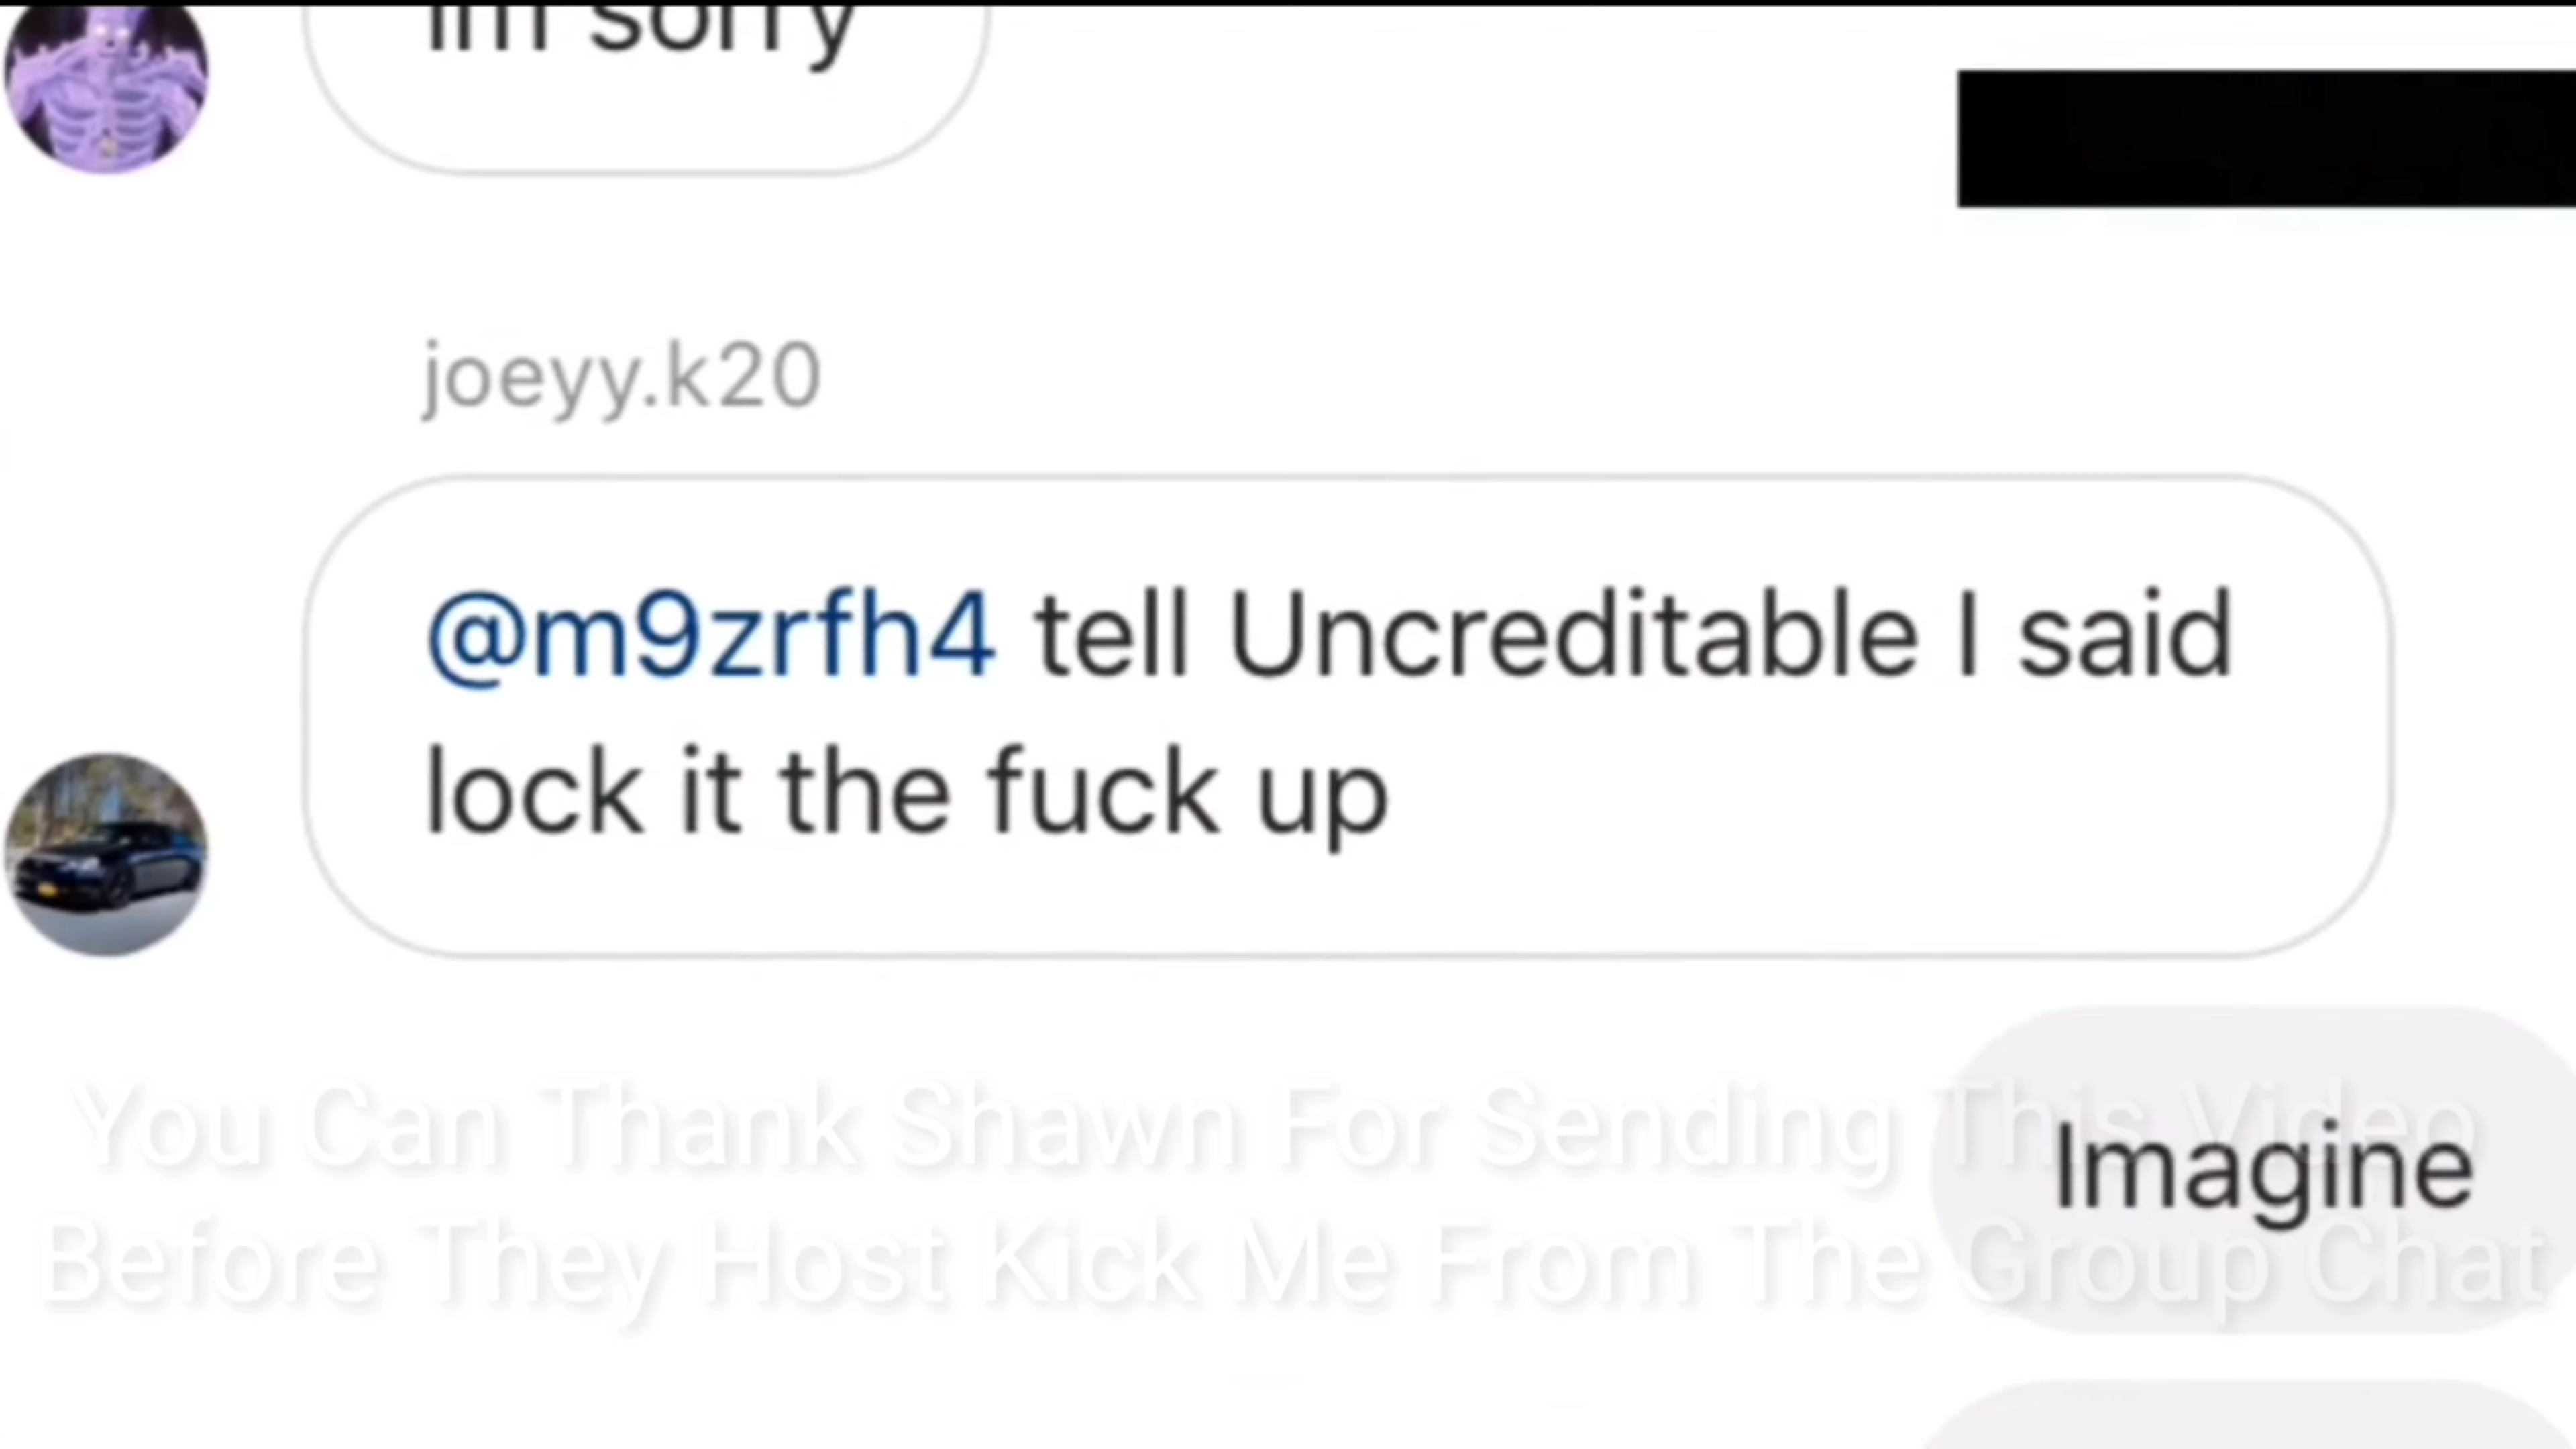 im sorry
joeyy.k20
@m9zrfh4 tell Uncreditable I said
lock it the fuck up
Imagine
You Can Thank Shawn For Sending This Video
Before They Host Kick Me From The Group Chat